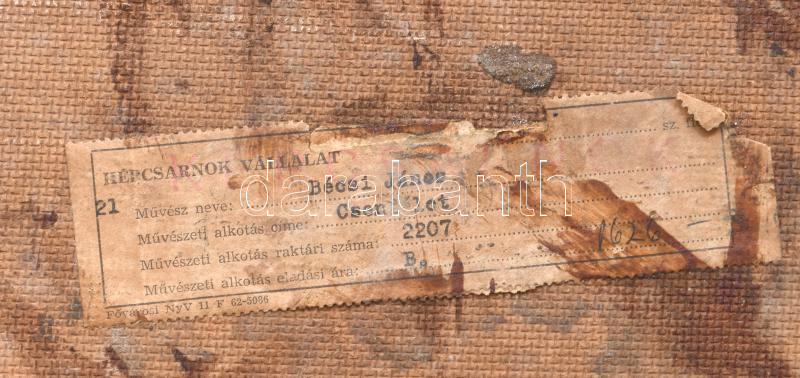 KÉPCSARNOK VÁLLALAT
sz. f
21
Művész neve: Bécsi János
Művészeti alkotás címe: Csendélet
Művészeti alkotás raktári száma: 2207
Művészeti alkotás eladási ára: B.
1626
Fővárosi NyV 11 F 62-5086
darabanth